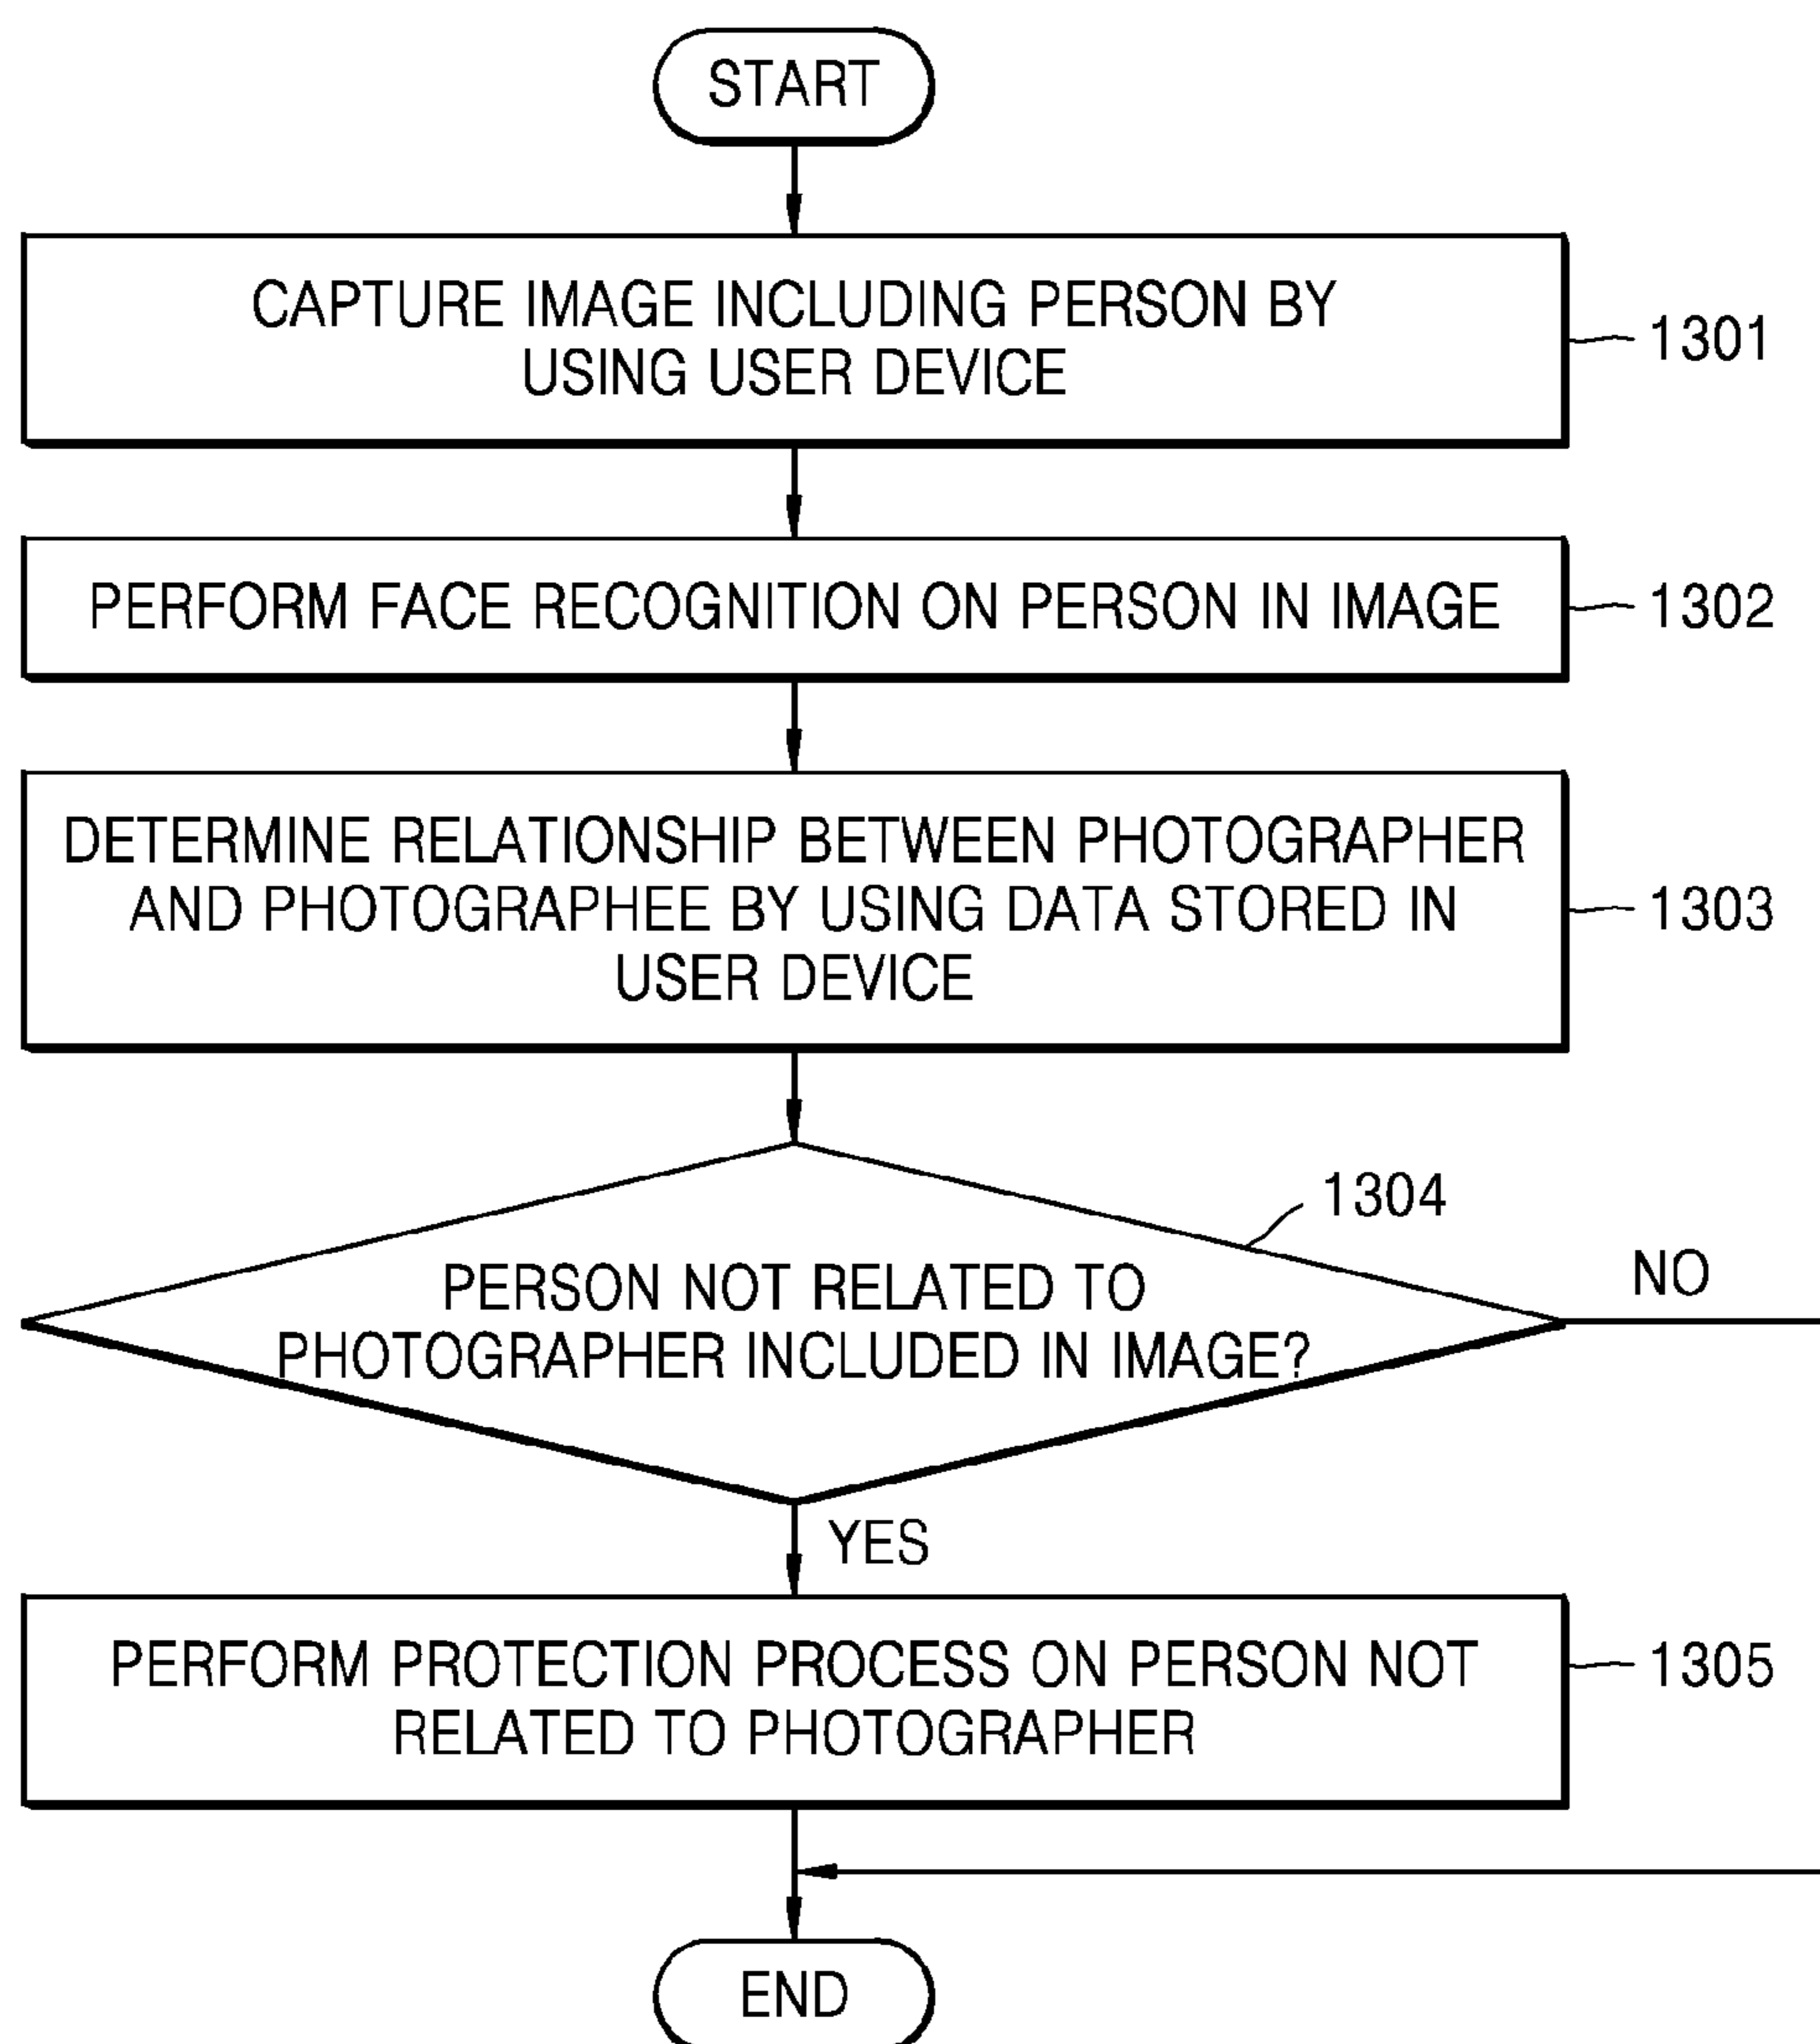 START
CAPTURE IMAGE INCLUDING PERSON BY
USING USER DEVICE
1301
PERFORM FACE RECOGNITION ON PERSON IN IMAGE
1302
DETERMINE RELATIONSHIP BETWEEN PHOTOGRAPHER
AND PHOTOGRAPHEE BY USING DATA STORED IN
USER DEVICE
1303
1304
PERSON NOT RELATED TO
PHOTOGRAPHER INCLUDED IN IMAGE?
NO
YES
PERFORM PROTECTION PROCESS ON PERSON NOT
RELATED TO PHOTOGRAPHER
1305
END